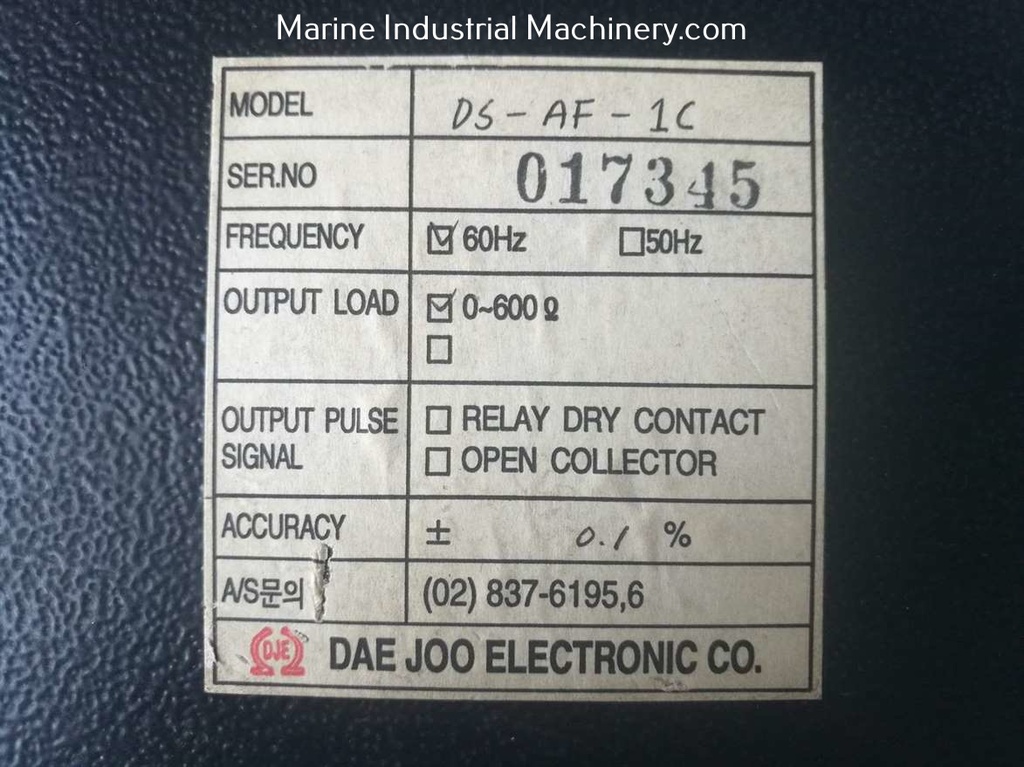 Marine Industrial Machinery.com
MODEL DS-AF-1C
SER.NO 017345
FREQUENCY ☑ 60Hz ☐ 50Hz
OUTPUT LOAD ☑ 0~600 Ω
☐
OUTPUT PULSE ☐ RELAY DRY CONTACT
SIGNAL ☐ OPEN COLLECTOR
ACCURACY ± 0.1 %
A/S문의 (02) 837-6195,6
DJE DAE JOO ELECTRONIC CO.